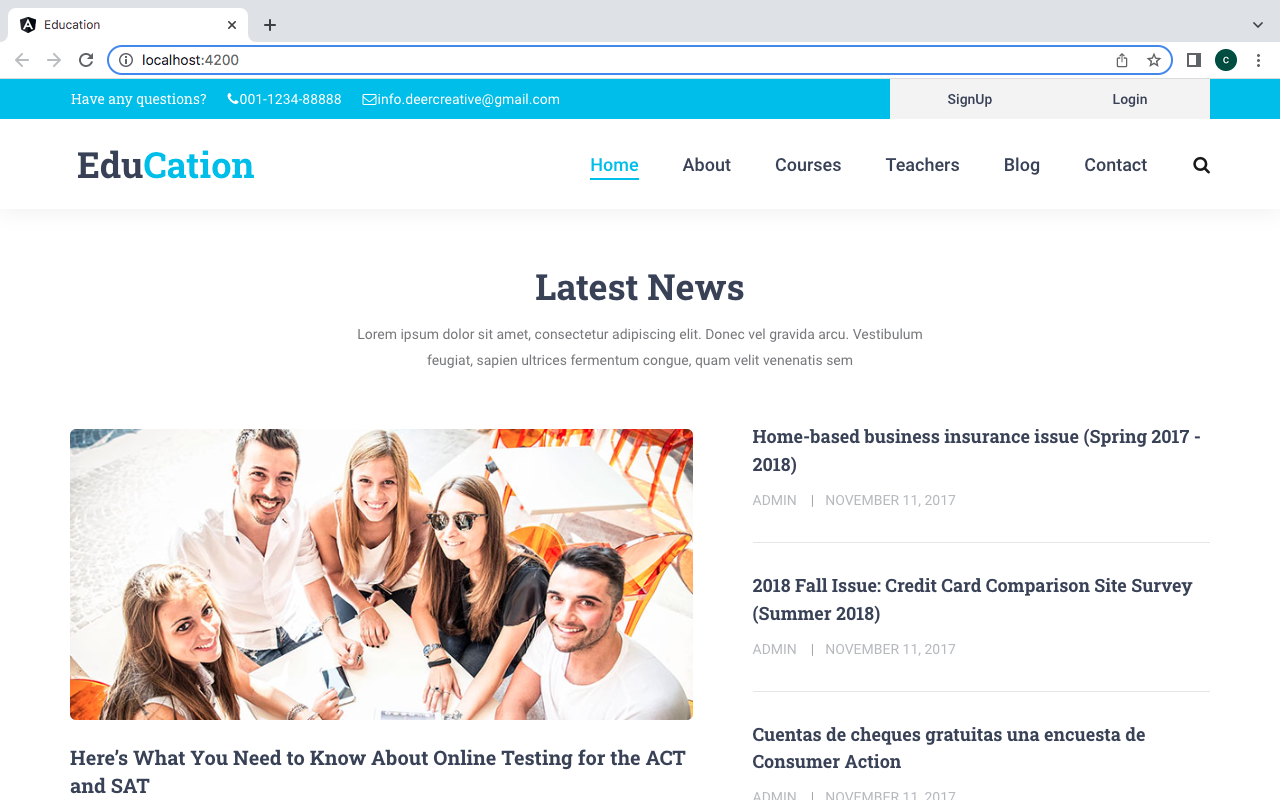 Education
localhost:4200
C
Have any questions? 001-1234-88888 info.deercreative@gmail.com SignUp Login
EduCation Home About Courses Teachers Blog Contact
Latest News
Lorem ipsum dolor sit amet, consectetur adipiscing elit. Donec vel gravida arcu. Vestibulum
feugiat, sapien ultrices fermentum congue, quam velit venenatis sem
Here’s What You Need to Know About Online Testing for the ACT
and SAT
Home-based business insurance issue (Spring 2017 -
2018)
ADMIN | NOVEMBER 11, 2017
2018 Fall Issue: Credit Card Comparison Site Survey
(Summer 2018)
ADMIN | NOVEMBER 11, 2017
Cuentas de cheques gratuitas una encuesta de
Consumer Action
ADMIN | NOVEMBER 11, 2017